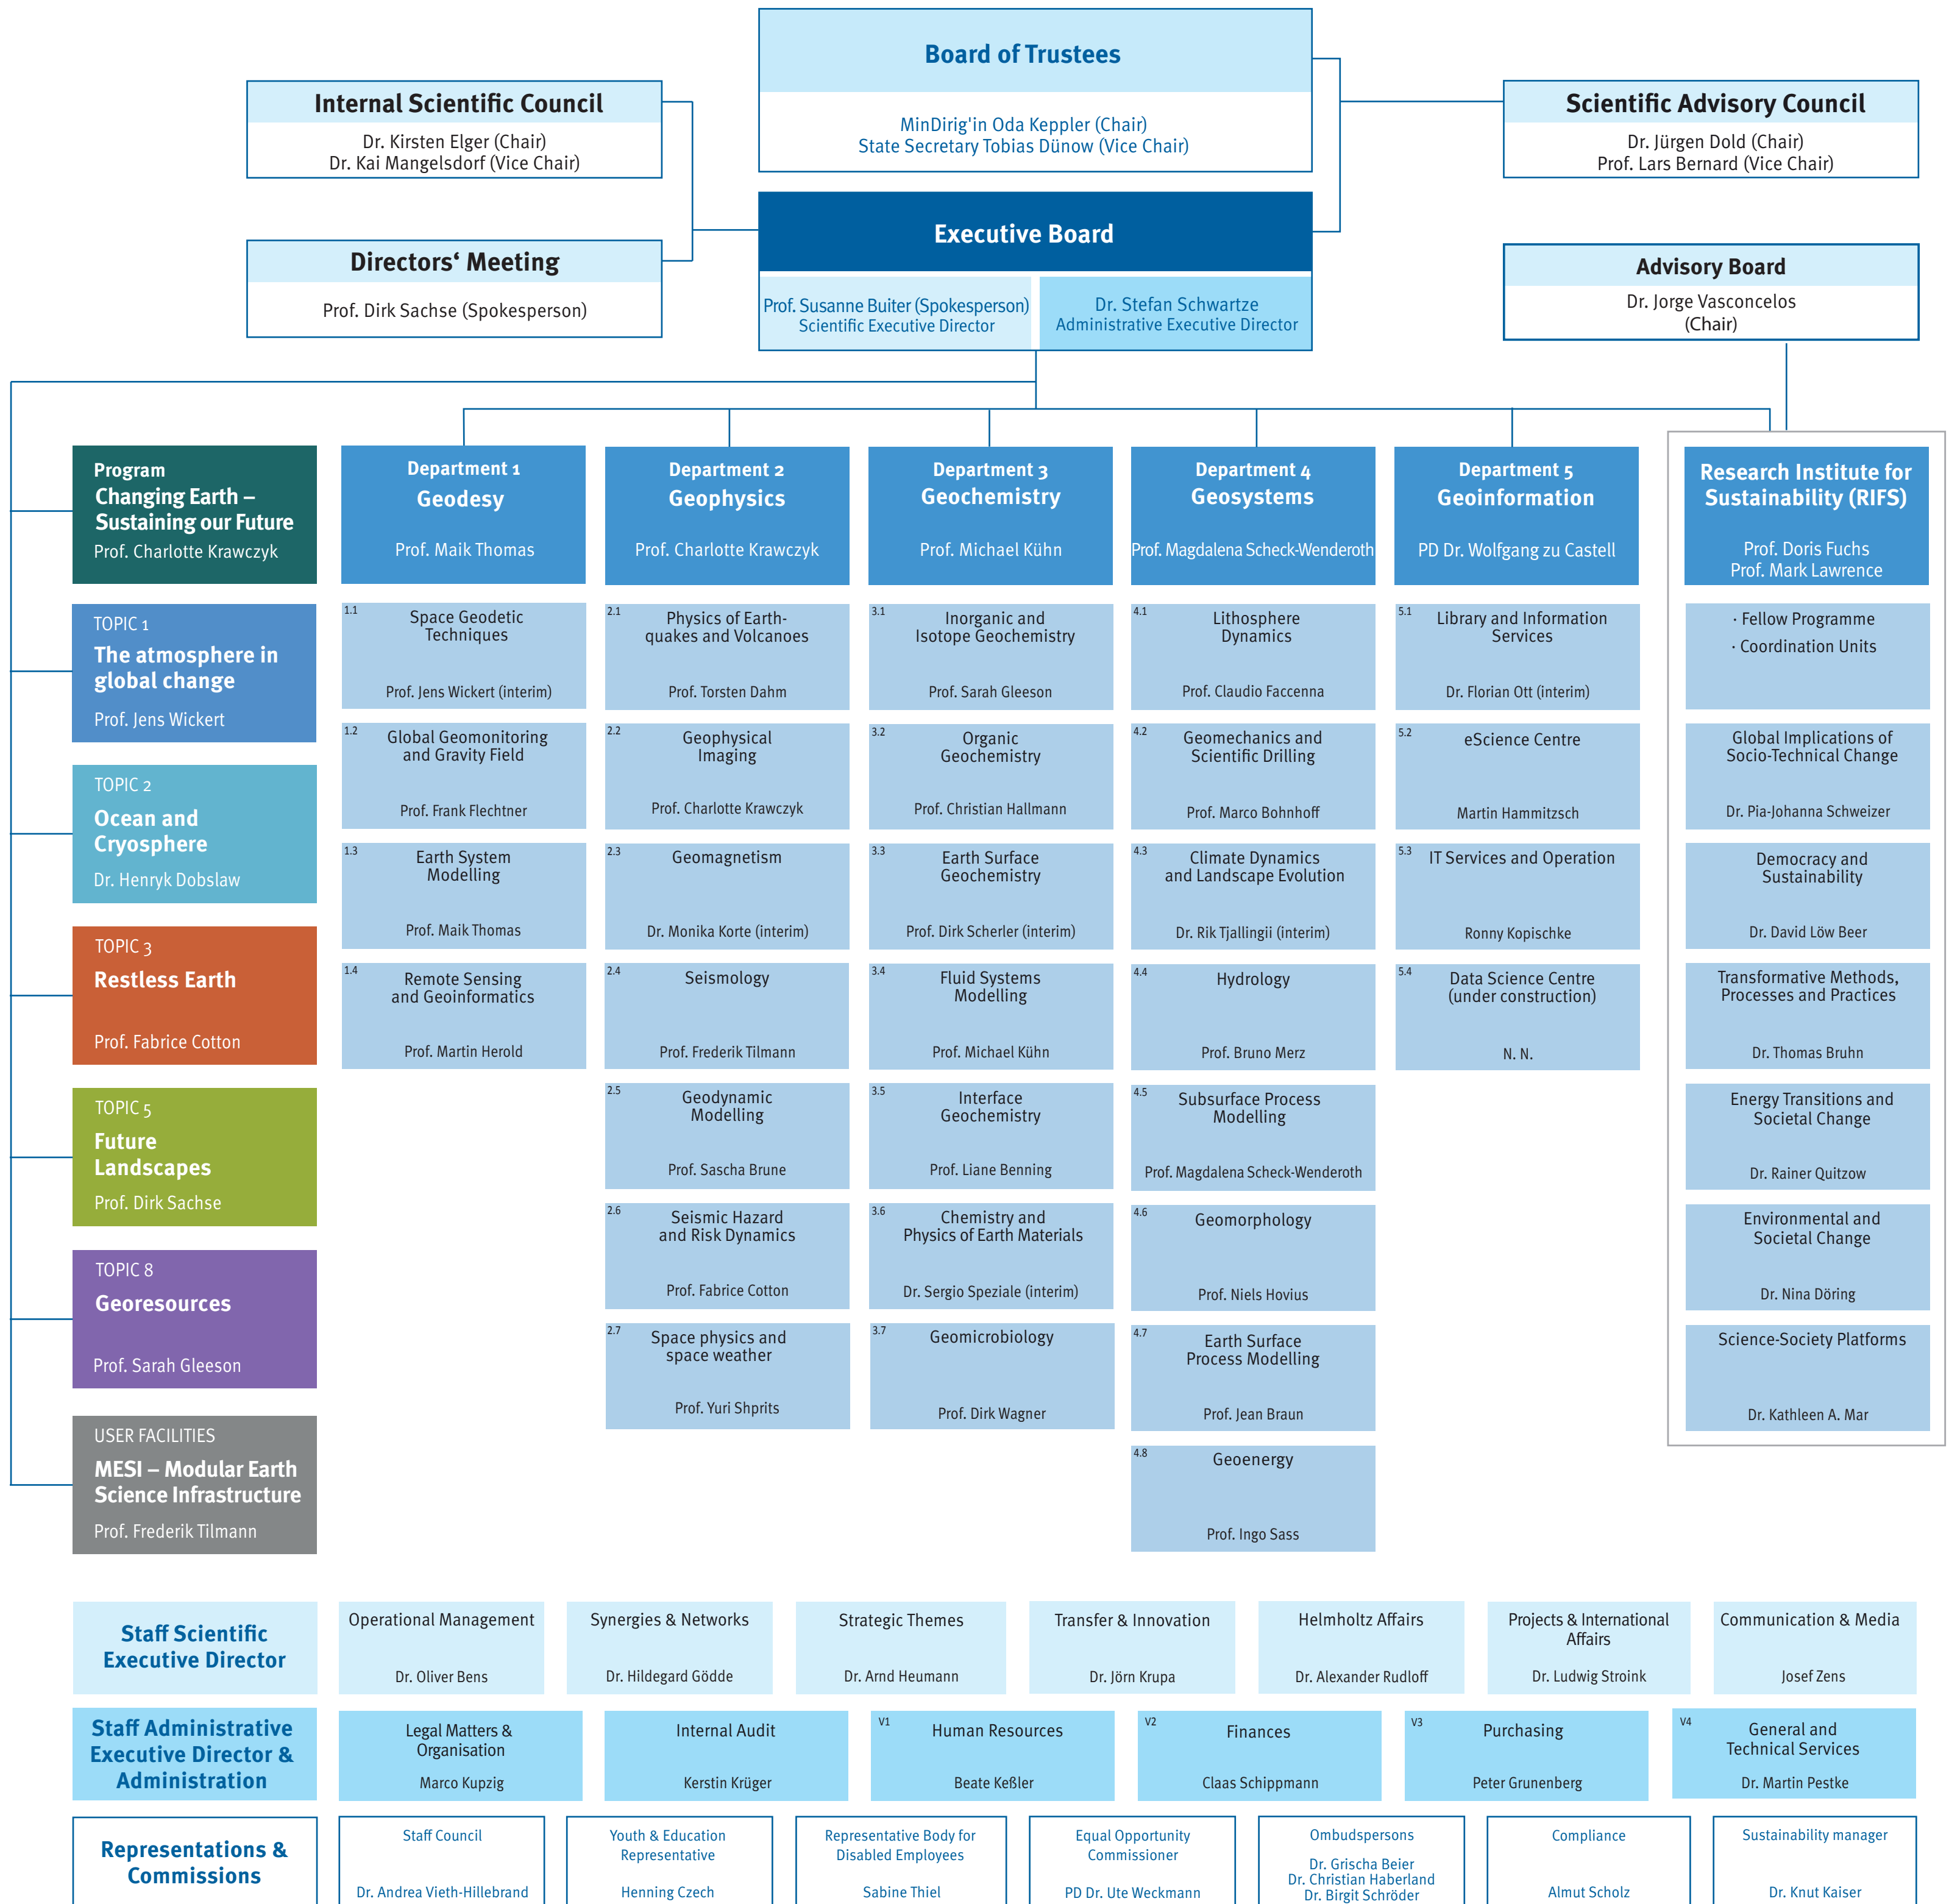 Board of Trustees
MinDirig'in Oda Keppler (Chair)
State Secretary Tobias Dünow (Vice Chair)
Internal Scientific Council
Dr. Kirsten Elger (Chair)
Dr. Kai Mangelsdorf (Vice Chair)
Scientific Advisory Council
Dr. Jürgen Dold (Chair)
Prof. Lars Bernard (Vice Chair)
Executive Board
Prof. Susanne Buiter (Spokesperson)
Scientific Executive Director
Dr. Stefan Schwartze
Administrative Executive Director
Directors‘ Meeting
Prof. Dirk Sachse (Spokesperson)
Advisory Board
Dr. Jorge Vasconcelos
(Chair)
Program
Changing Earth –
Sustaining our Future
Prof. Charlotte Krawczyk
TOPIC 1
The atmosphere in
global change
Prof. Jens Wickert
TOPIC 2
Ocean and
Cryosphere
Dr. Henryk Dobslaw
TOPIC 3
Restless Earth
Prof. Fabrice Cotton
TOPIC 5
Future
Landscapes
Prof. Dirk Sachse
TOPIC 8
Georesources
Prof. Sarah Gleeson
USER FACILITIES
MESI – Modular Earth
Science Infrastructure
Prof. Frederik Tilmann
Department 1
Geodesy
Prof. Maik Thomas
1.1
Space Geodetic
Techniques
Prof. Jens Wickert (interim)
1.2
Global Geomonitoring
and Gravity Field
Prof. Frank Flechtner
1.3
Earth System
Modelling
Prof. Maik Thomas
1.4
Remote Sensing
and Geoinformatics
Prof. Martin Herold
Department 2
Geophysics
Prof. Charlotte Krawczyk
2.1
Physics of Earth-
quakes and Volcanoes
Prof. Torsten Dahm
2.2
Geophysical
Imaging
Prof. Charlotte Krawczyk
2.3
Geomagnetism
Dr. Monika Korte (interim)
2.4
Seismology
Prof. Frederik Tilmann
2.5
Geodynamic
Modelling
Prof. Sascha Brune
2.6
Seismic Hazard
and Risk Dynamics
Prof. Fabrice Cotton
2.7
Space physics and
space weather
Prof. Yuri Shprits
Department 3
Geochemistry
Prof. Michael Kühn
3.1
Inorganic and
Isotope Geochemistry
Prof. Sarah Gleeson
3.2
Organic
Geochemistry
Prof. Christian Hallmann
3.3
Earth Surface
Geochemistry
Prof. Dirk Scherler (interim)
3.4
Fluid Systems
Modelling
Prof. Michael Kühn
3.5
Interface
Geochemistry
Prof. Liane Benning
3.6
Chemistry and
Physics of Earth Materials
Dr. Sergio Speziale (interim)
3.7
Geomicrobiology
Prof. Dirk Wagner
Department 4
Geosystems
Prof. Magdalena Scheck-Wenderoth
4.1
Lithosphere
Dynamics
Prof. Claudio Faccenna
4.2
Geomechanics and
Scientific Drilling
Prof. Marco Bohnhoff
4.3
Climate Dynamics
and Landscape Evolution
Dr. Rik Tjallingii (interim)
4.4
Hydrology
Prof. Bruno Merz
4.5
Subsurface Process
Modelling
Prof. Magdalena Scheck-Wenderoth
4.6
Geomorphology
Prof. Niels Hovius
4.7
Earth Surface
Process Modelling
Prof. Jean Braun
4.8
Geoenergy
Prof. Ingo Sass
Department 5
Geoinformation
PD Dr. Wolfgang zu Castell
5.1
Library and Information
Services
Dr. Florian Ott (interim)
5.2
eScience Centre
Martin Hammitzsch
5.3
IT Services and Operation
Ronny Kopischke
5.4
Data Science Centre
(under construction)
N. N.
Research Institute for
Sustainability (RIFS)
Prof. Doris Fuchs
Prof. Mark Lawrence
· Fellow Programme
· Coordination Units
Global Implications of
Socio-Technical Change
Dr. Pia-Johanna Schweizer
Democracy and
Sustainability
Dr. David Löw Beer
Transformative Methods,
Processes and Practices
Dr. Thomas Bruhn
Energy Transitions and
Societal Change
Dr. Rainer Quitzow
Environmental and
Societal Change
Dr. Nina Döring
Science-Society Platforms
Dr. Kathleen A. Mar
Staff Scientific
Executive Director
Operational Management
Dr. Oliver Bens
Synergies & Networks
Dr. Hildegard Gödde
Strategic Themes
Dr. Arnd Heumann
Transfer & Innovation
Dr. Jörn Krupa
Helmholtz Affairs
Dr. Alexander Rudloff
Projects & International
Affairs
Dr. Ludwig Stroink
Communication & Media
Josef Zens
Staff Administrative
Executive Director &
Administration
Legal Matters &
Organisation
Marco Kupzig
Internal Audit
Kerstin Krüger
V1
Human Resources
Beate Keßler
V2
Finances
Claas Schippmann
V3
Purchasing
Peter Grunenberg
V4
General and
Technical Services
Dr. Martin Pestke
Representations &
Commissions
Staff Council
Dr. Andrea Vieth-Hillebrand
Youth & Education
Representative
Henning Czech
Representative Body for
Disabled Employees
Sabine Thiel
Equal Opportunity
Commissioner
PD Dr. Ute Weckmann
Ombudspersons
Dr. Grischa Beier
Dr. Christian Haberland
Dr. Birgit Schröder
Compliance
Almut Scholz
Sustainability manager
Dr. Knut Kaiser